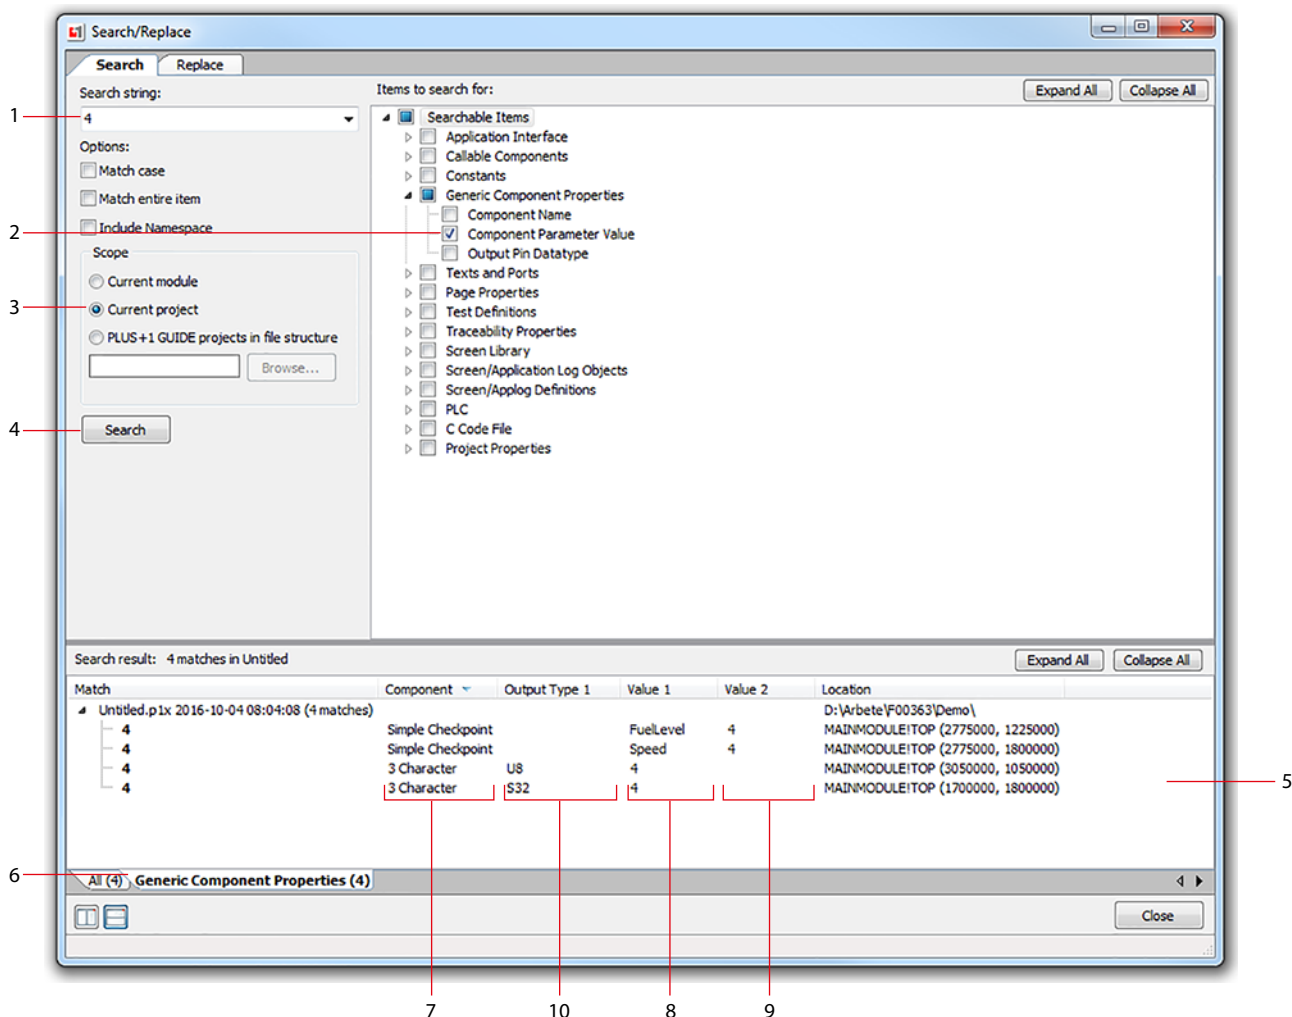 Search/Replace
Search Replace
Search string:
Items to search for:
Expand All Collapse All
1
4
Options:
Match case
Match entire item
Include Namespace
2
Scope
Current module
3
Current project
PLUS+1 GUIDE projects in file structure
Browse...
4
Search
Searchable Items
Application Interface
Callable Components
Constants
Generic Component Properties
Component Name
Component Parameter Value
Output Pin Datatype
Texts and Ports
Page Properties
Test Definitions
Traceability Properties
Screen Library
Screen/Application Log Objects
Screen/Applog Definitions
PLC
C Code File
Project Properties
Search result: 4 matches in Untitled
Expand All Collapse All
Match Component Output Type 1 Value 1 Value 2 Location
Untitled.p1x 2016-10-04 08:04:08 (4 matches) D:\Arbete\F00363\Demo\
4 Simple Checkpoint FuelLevel 4 MAINMODULE!TOP (2775000, 1225000)
4 Simple Checkpoint Speed 4 MAINMODULE!TOP (2775000, 1800000)
4 3 Character U8 4 MAINMODULE!TOP (3050000, 1050000)
4 3 Character S32 4 MAINMODULE!TOP (1700000, 1800000)
5
6
All (4) Generic Component Properties (4)
Close
7 10 8 9